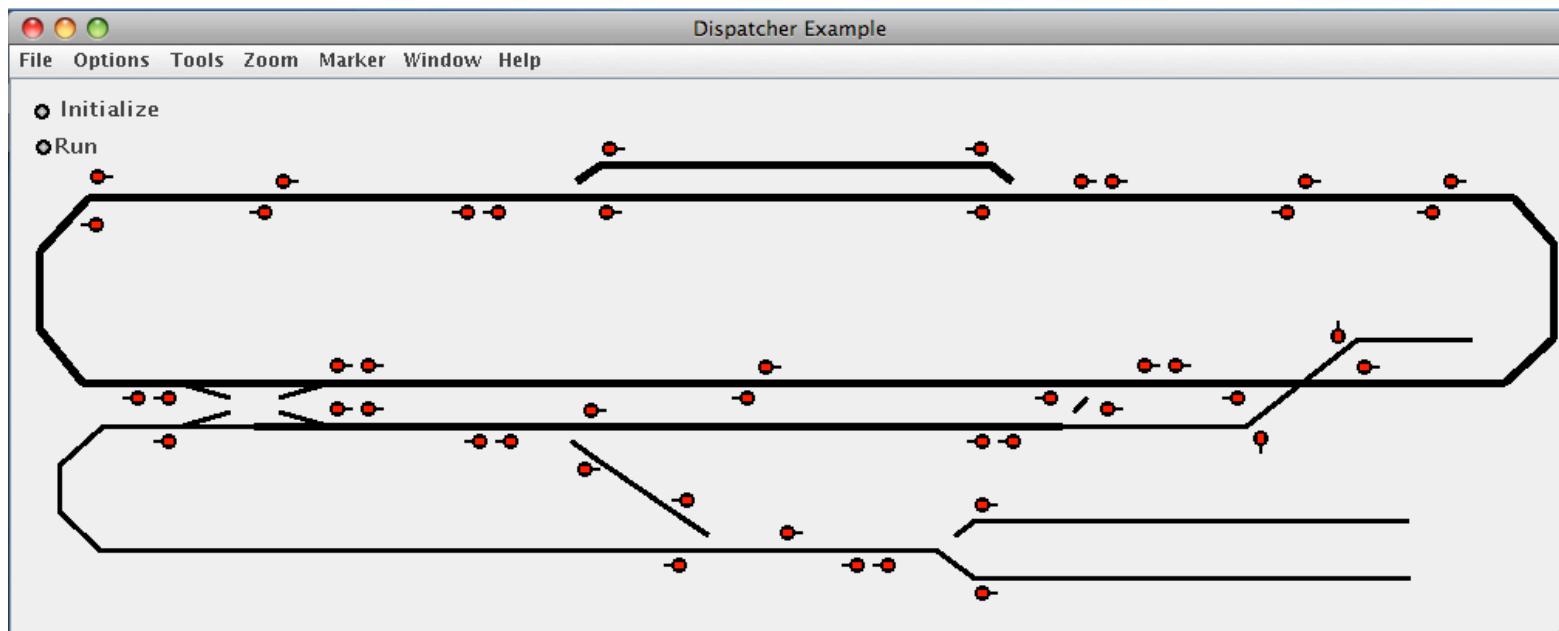 Dispatcher Example
File Options Tools Zoom Marker Window Help
Initialize
Run